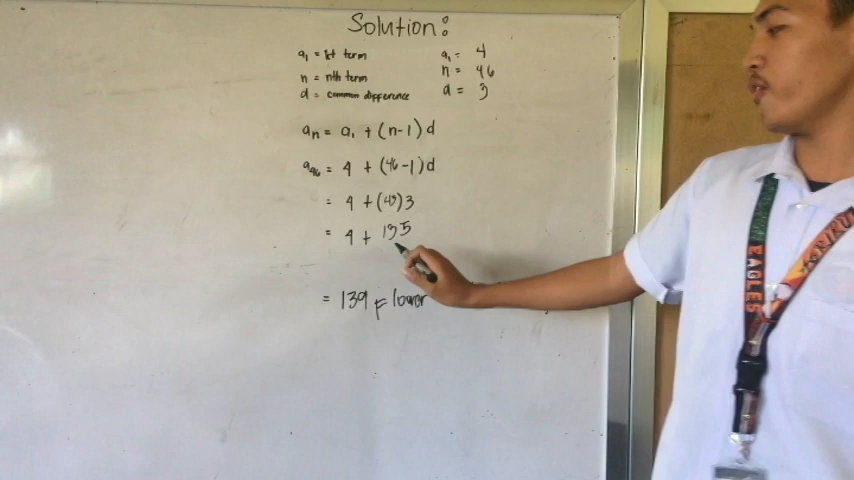 Solution:
a₁ = 1st term
a₁ = 4
n = nth term
n = 46
d = common difference
d = 3
aₙ = a₁ + (n-1) d
a₄₆ = 4 + (46-1) d
= 4 + (45) 3
= 4 + 135
= 139 Flower
EAGLES